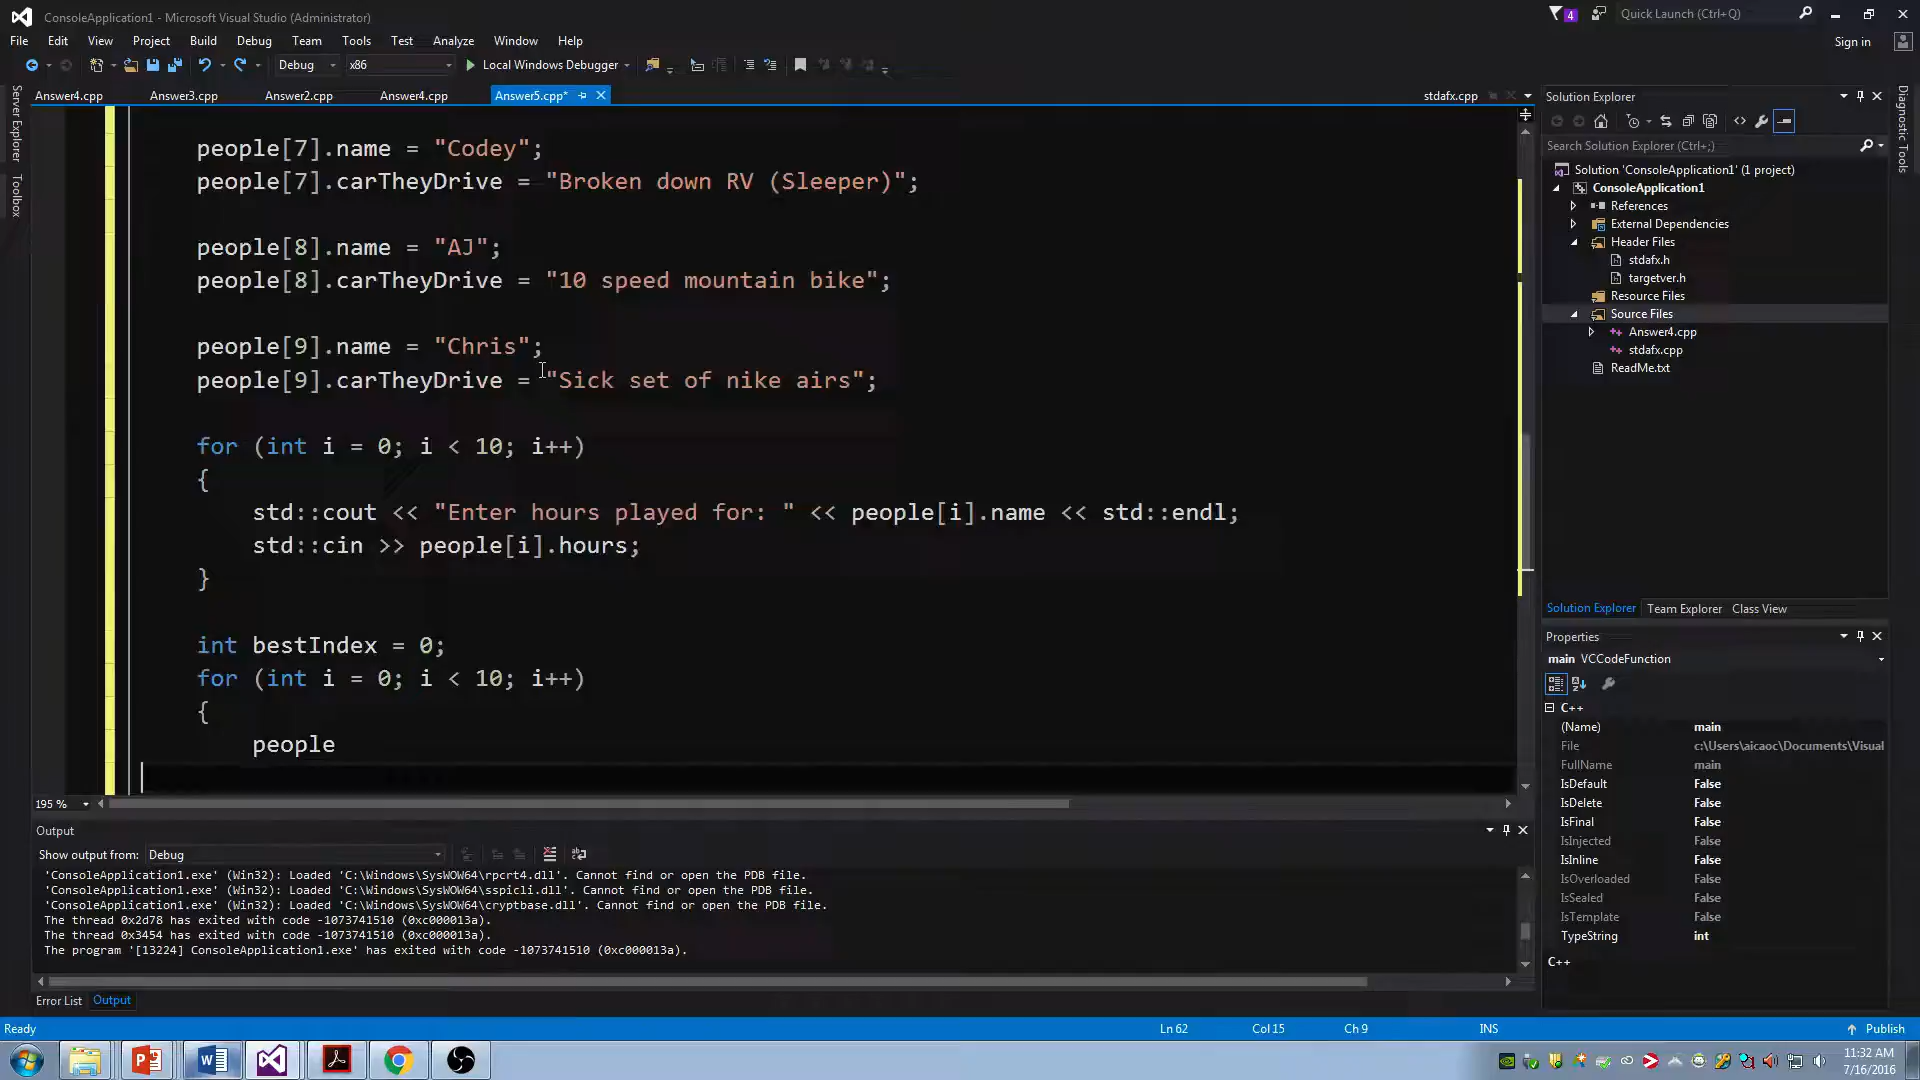 ConsoleApplication1 - Microsoft Visual Studio (Administrator)
4
Quick Launch (Ctrl+Q)
File Edit View Project Build Debug Team Tools Test Analyze Window Help
Sign in
Debug x86 Local Windows Debugger
Answer4.cpp Answer3.cpp Answer2.cpp Answer4.cpp Answer5.cpp* stdafx.cpp
Server Explorer
Toolbox
people[7].name = "Codey";
people[7].carTheyDrive = "Broken down RV (Sleeper)";
people[8].name = "AJ";
people[8].carTheyDrive = "10 speed mountain bike";
people[9].name = "Chris";
people[9].carTheyDrive = "Sick set of nike airs";
for (int i = 0; i < 10; i++)
{
std::cout << "Enter hours played for: " << people[i].name << std::endl;
std::cin >> people[i].hours;
}
int bestIndex = 0;
for (int i = 0; i < 10; i++)
{
people
195 %
Solution Explorer
Search Solution Explorer (Ctrl+;)
Solution 'ConsoleApplication1' (1 project)
ConsoleApplication1
References
External Dependencies
Header Files
stdafx.h
targetver.h
Resource Files
Source Files
Answer4.cpp
stdafx.cpp
ReadMe.txt
Solution Explorer Team Explorer Class View
Properties
main VCCodeFunction
C++
(Name) main
File c:\Users\aicaoc\Documents\Visual
FullName main
IsDefault False
IsDelete False
IsFinal False
IsInjected False
IsInline False
IsOverloaded False
IsSealed False
IsTemplate False
TypeString int
C++
Diagnostic Tools
Output
Show output from: Debug
'ConsoleApplication1.exe' (Win32): Loaded 'C:\Windows\SysWOW64\rpcrt4.dll'. Cannot find or open the PDB file.
'ConsoleApplication1.exe' (Win32): Loaded 'C:\Windows\SysWOW64\sspicli.dll'. Cannot find or open the PDB file.
'ConsoleApplication1.exe' (Win32): Loaded 'C:\Windows\SysWOW64\cryptbase.dll'. Cannot find or open the PDB file.
The thread 0x2d78 has exited with code -1073741510 (0xc000013a).
The thread 0x3454 has exited with code -1073741510 (0xc000013a).
The program '[13224] ConsoleApplication1.exe' has exited with code -1073741510 (0xc000013a).
Error List Output
Ready Ln 62 Col 15 Ch 9 INS Publish
11:32 AM
7/16/2016